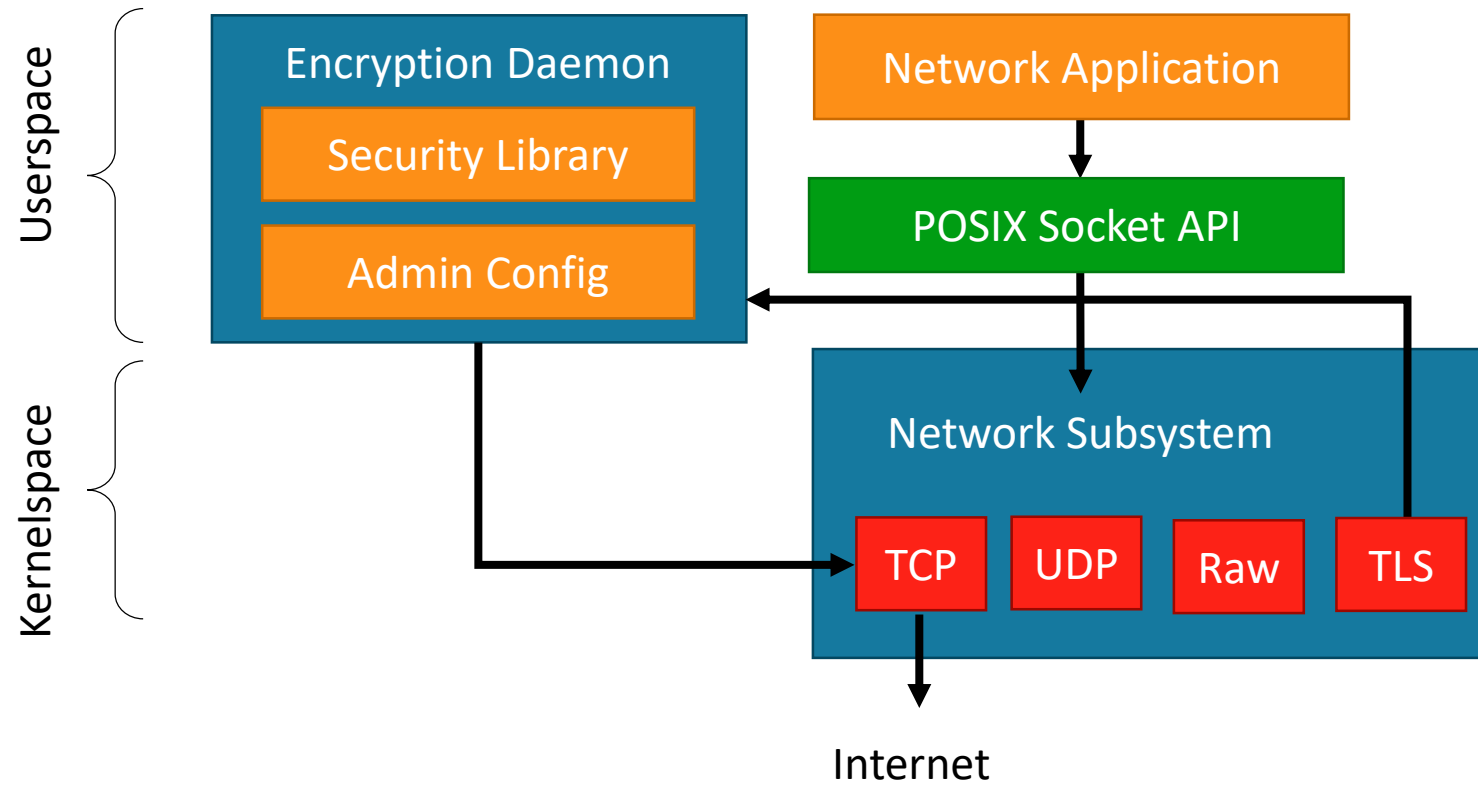 Userspace
Encryption Daemon
Security Library
Admin Config
Network Application
POSIX Socket API
Kernelspace
Network Subsystem
TCP
UDP
Raw
TLS
Internet